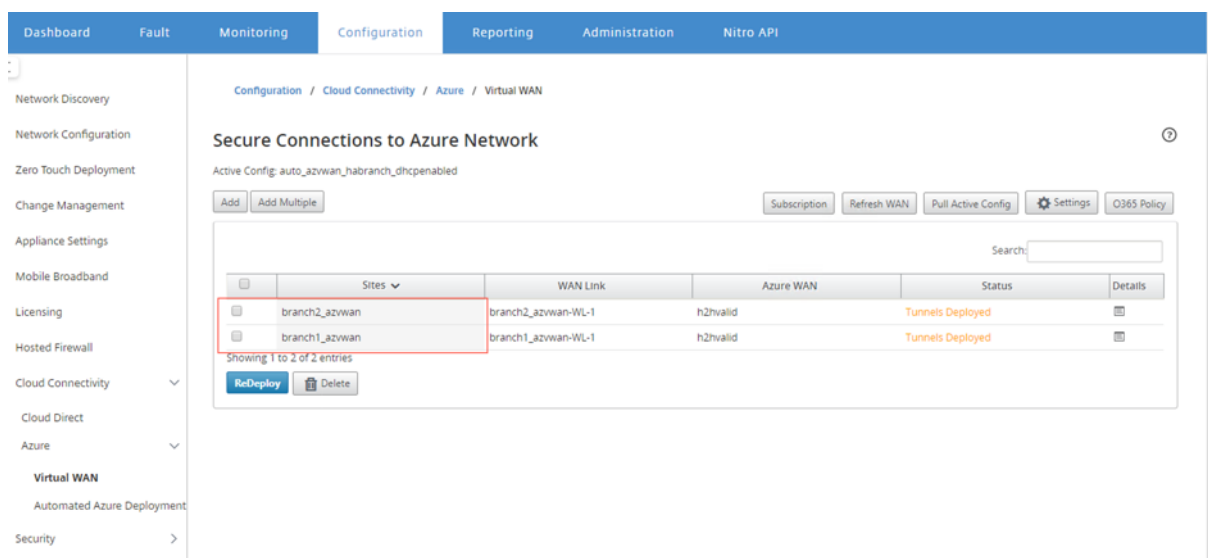 Dashboard Fault Monitoring Configuration Reporting Administration Nitro API
Configuration / Cloud Connectivity / Azure / Virtual WAN
Network Discovery
Network Configuration
Zero Touch Deployment
Change Management
Appliance Settings
Mobile Broadband
Licensing
Hosted Firewall
Cloud Connectivity
Cloud Direct
Azure
Virtual WAN
Automated Azure Deployment
Security
Secure Connections to Azure Network
Active Config: auto_azvwan_habranch_dhcpenabled
Add Add Multiple Subscription Refresh WAN Pull Active Config Settings O365 Policy
Search:
Sites WAN Link Azure WAN Status Details
branch2_azvwan branch2_azvwan-WL-1 h2hvalid Tunnels Deployed
branch1_azvwan branch1_azvwan-WL-1 h2hvalid Tunnels Deployed
Showing 1 to 2 of 2 entries
ReDeploy Delete